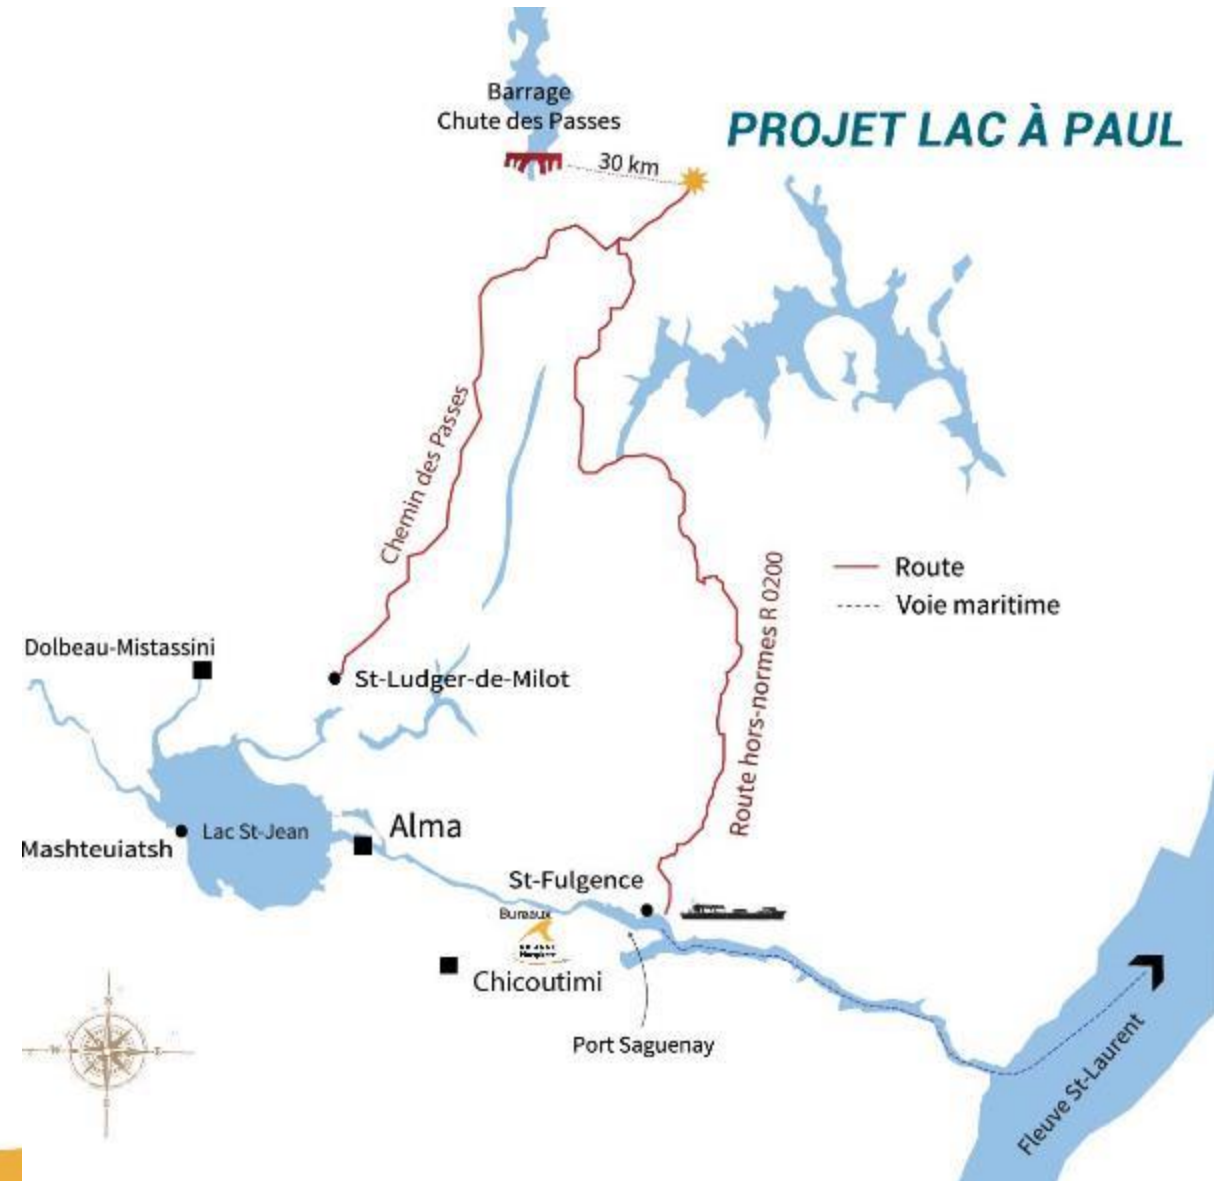 Barrage
Chute des Passes
PROJET LAC À PAUL
30 km
Chemin des Passes
Route
Voie maritime
Route hors-normes R 0200
Dolbeau-Mistassini
St-Ludger-de-Milot
Alma
Lac St-Jean
Mashteuiatsh
St-Fulgence
Bureaux
Chicoutimi
Port Saguenay
Fleuve St-Laurent
N
W